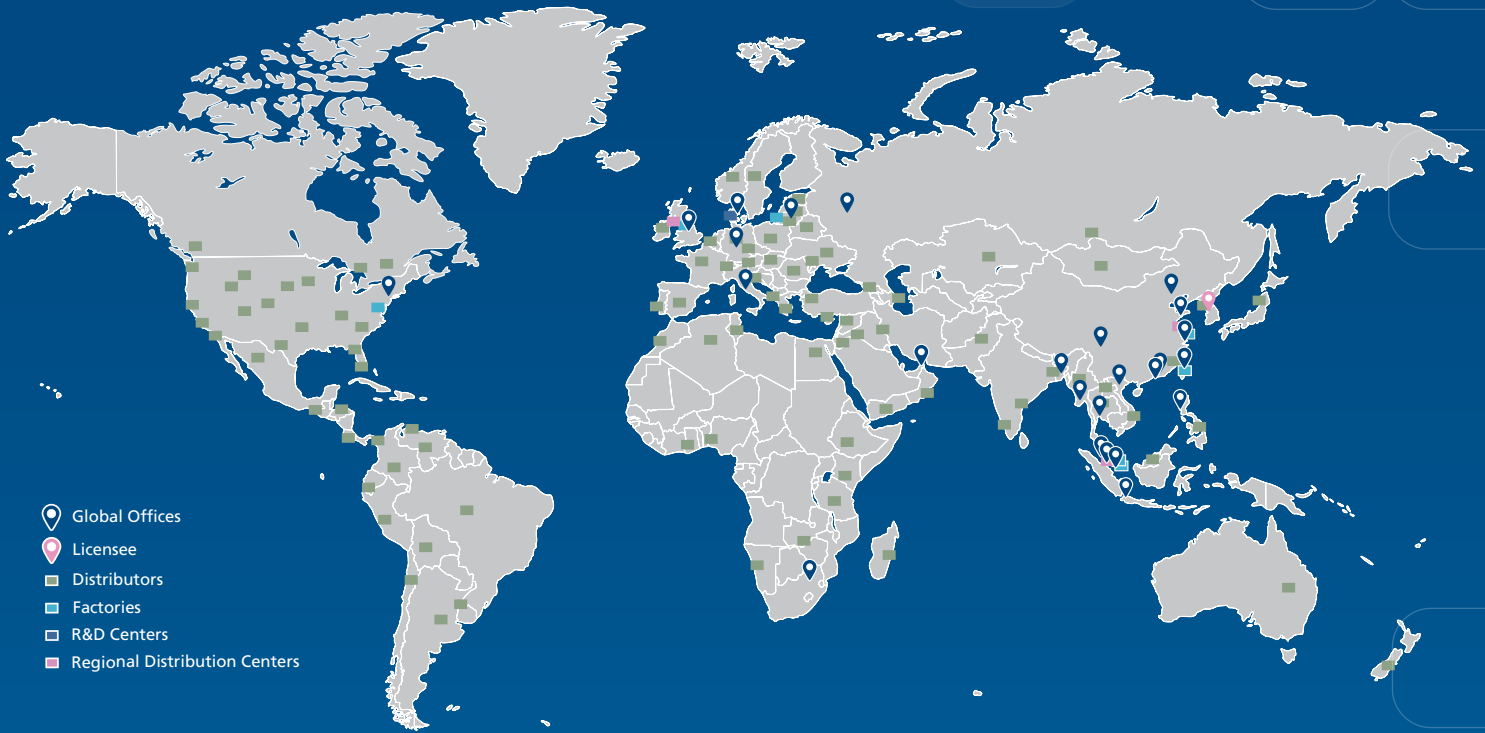 Global Offices
Licensee
Distributors
Factories
R&D Centers
Regional Distribution Centers